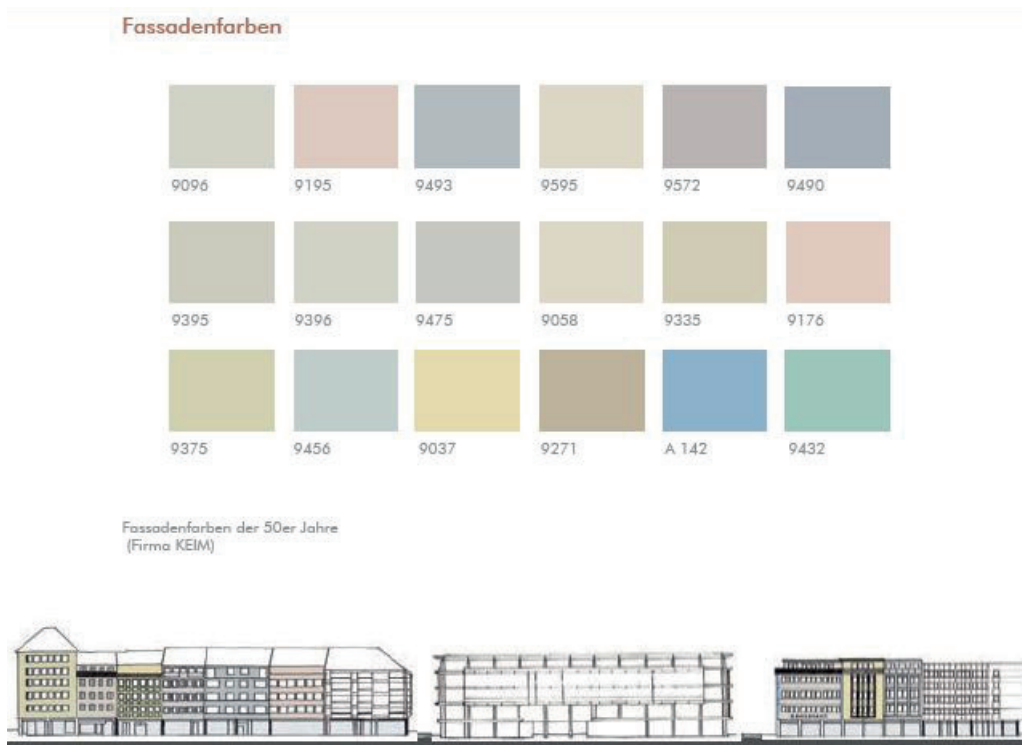 Fassadenfarben
9096 9195 9493 9595 9572 9490
9395 9396 9475 9058 9335 9176
9375 9456 9037 9271 A 142 9432
Fassadenfarben der 50er Jahre
(Firma KEIM)